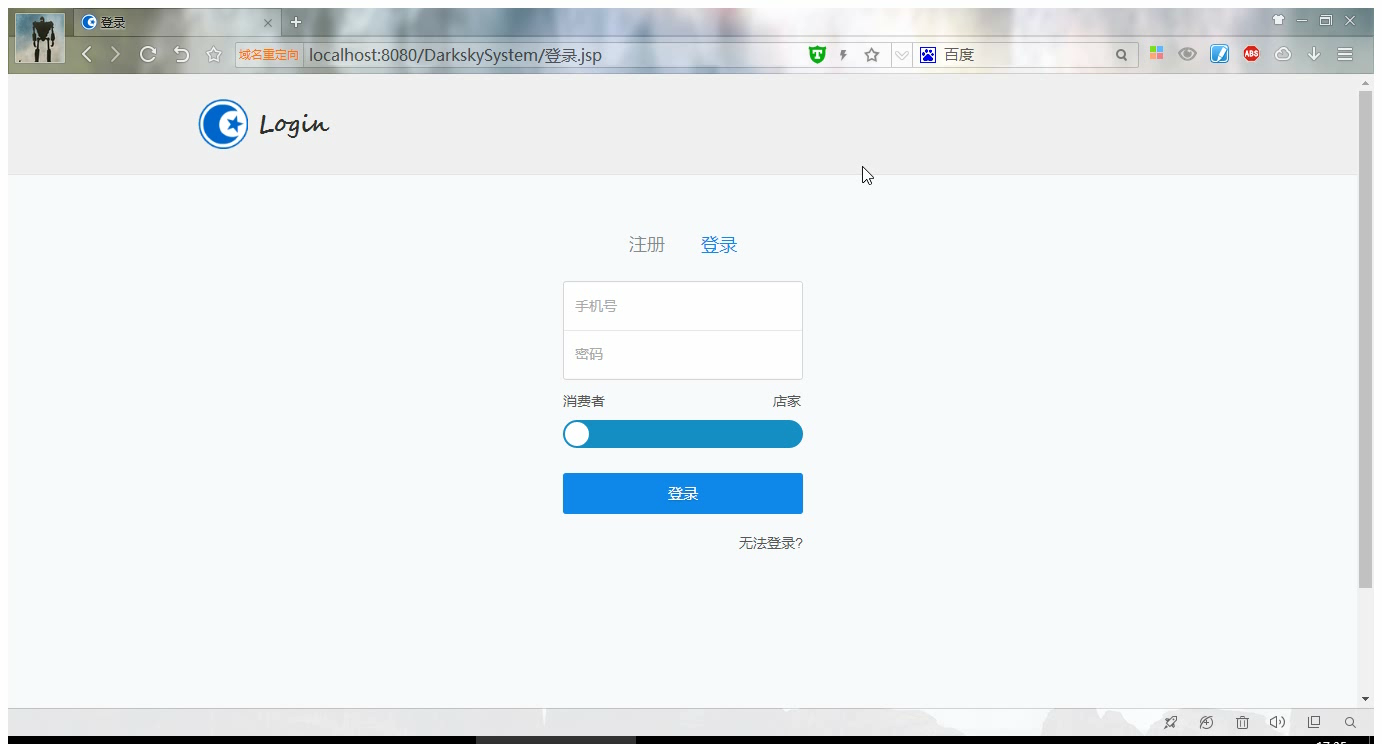 登录
域名重定向 localhost:8080/DarkskySystem/登录.jsp 百度 ABS
Login
注册 登录
手机号
密码
消费者 店家
登录
无法登录?